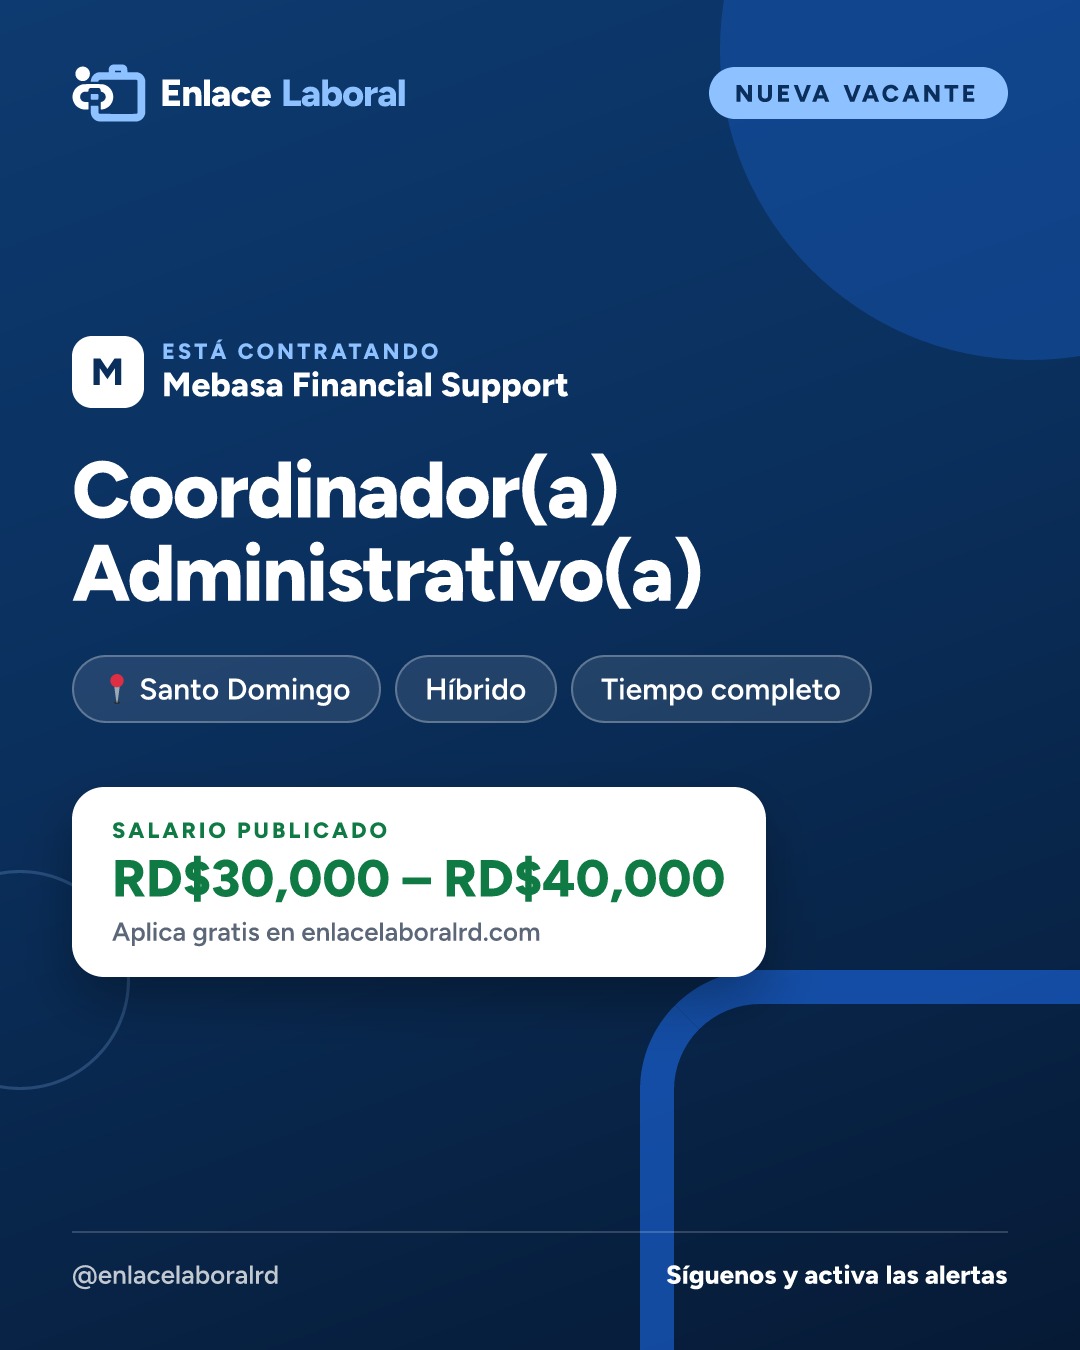 Enlace Laboral
NUEVA VACANTE
M
ESTÁ CONTRATANDO
Mebasa Financial Support
Coordinador(a)
Administrativo(a)
📍 Santo Domingo
Híbrido
Tiempo completo
SALARIO PUBLICADO
RD$30,000 – RD$40,000
Aplica gratis en enlacelaboralrd.com
@enlacelaboralrd
Síguenos y activa las alertas